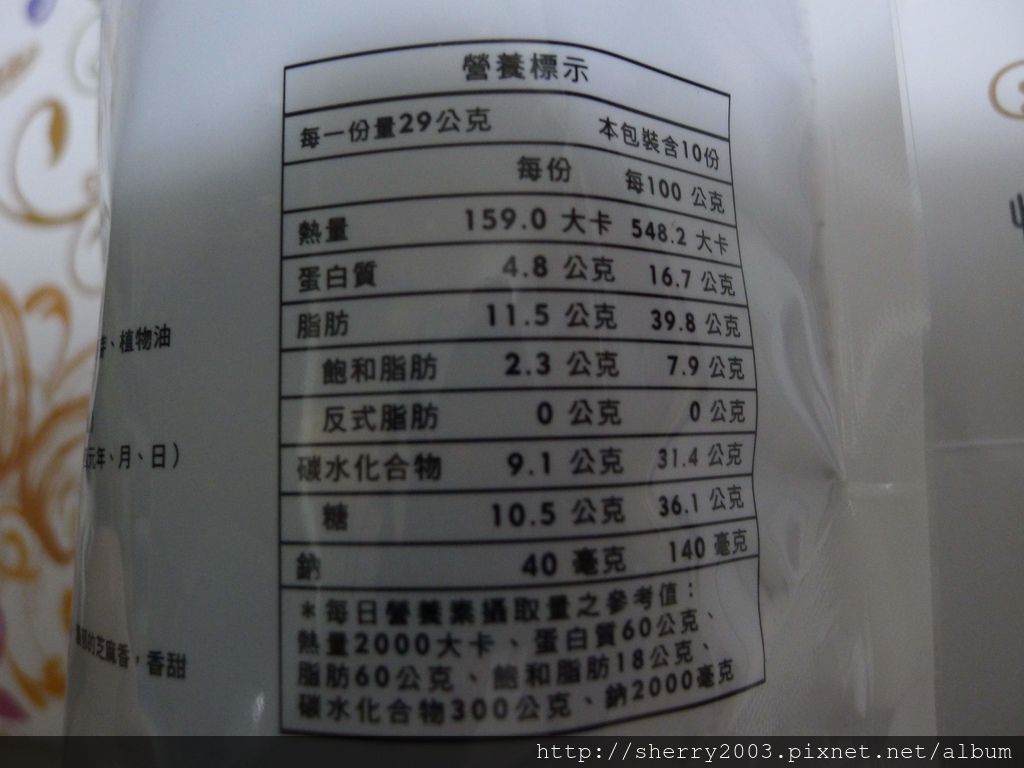 營養標示
每一份量29公克 本包裝含10份
每份 每100 公克
熱量 159.0 大卡 548.2 大卡
蛋白質 4.8 公克 16.7 公克
脂肪 11.5 公克 39.8 公克
飽和脂肪 2.3 公克 7.9 公克
反式脂肪 0 公克 0 公克
碳水化合物 9.1 公克 31.4 公克
糖 10.5 公克 36.1 公克
鈉 40 毫克 140 毫克
*每日營養素攝取量之參考值：
熱量2000大卡、蛋白質60公克、
脂肪60公克、飽和脂肪18公克、
碳水化合物300公克、鈉2000毫克
、植物油
元年、月、日）
的芝麻香，香甜
http://sherry2003.pixnet.net/album